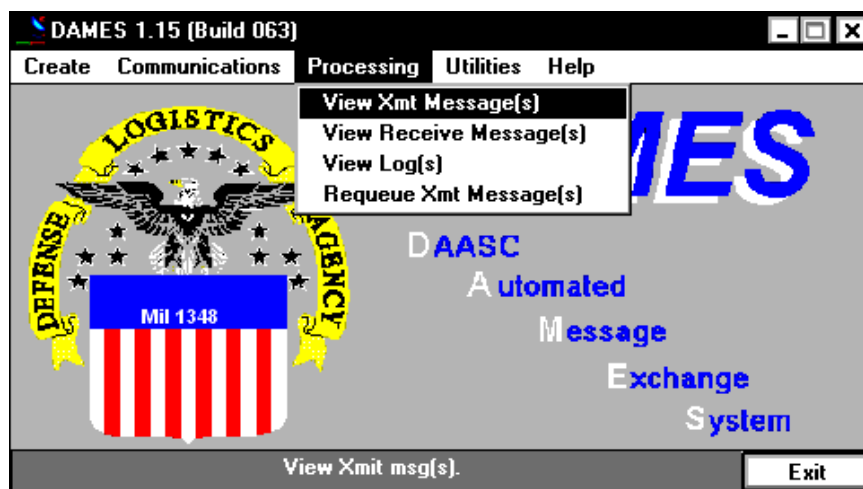 DAMES 1.15 (Build 063)
Create Communications Processing Utilities Help
View Xmt Message(s)
View Receive Message(s)
View Log(s)
Requeue Xmt Message(s)
DEFENSE LOGISTICS AGENCY
Mil 1348
MES
DAASC
Automated
Message
Exchange
System
View Xmit msg(s).
Exit